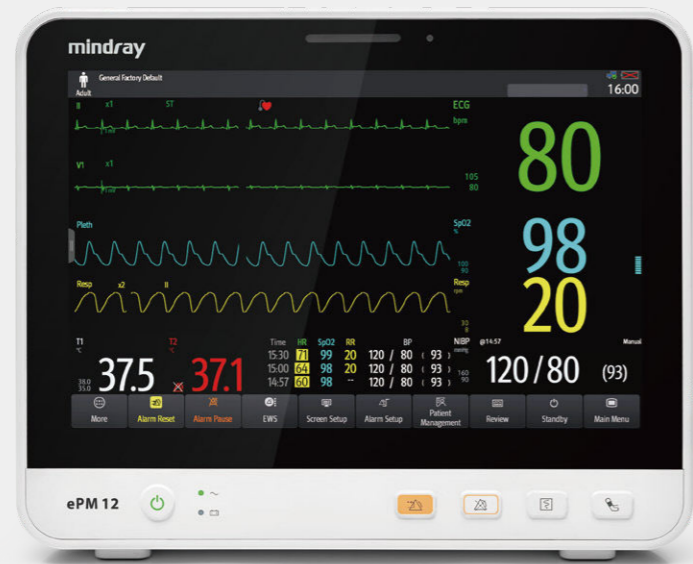 mindray
General Factory Default
Adult
16:00
II x1 ST
ECG
bpm
80
1 mV
V1 x1
105
80
1 mV
Pleth
SpO2
%
98
100
90
Resp x2 II
Resp
rpm
20
30
8
T1
℃
38.0
35.0
37.5
T2
℃
37.1
Time HR SpO2 RR BP
15:30 71 99 20 120 / 80 ( 93 )
15:00 64 98 20 120 / 80 ( 93 )
14:57 60 98 -- 120 / 80 ( 93 )
NIBP @14:57 Manual
mmHg
160
90
120 / 80 (93)
More
Alarm Reset
Alarm Pause
EWS
Screen Setup
Alarm Setup
Patient
Management
Review
Standby
Main Menu
ePM 12